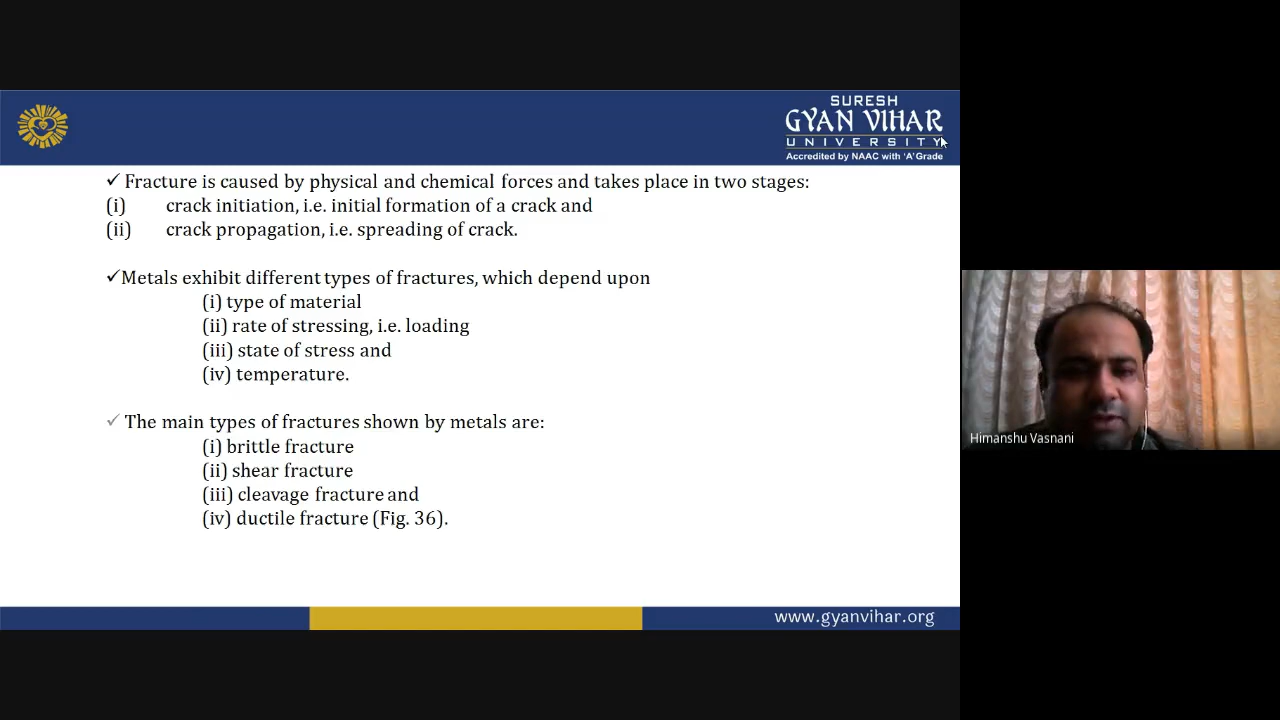 SURESH
GYAN VIHAR
UNIVERSITY
Accredited by NAAC with 'A' Grade
✓ Fracture is caused by physical and chemical forces and takes place in two stages:
(i) crack initiation, i.e. initial formation of a crack and
(ii) crack propagation, i.e. spreading of crack.
✓Metals exhibit different types of fractures, which depend upon
(i) type of material
(ii) rate of stressing, i.e. loading
(iii) state of stress and
(iv) temperature.
✓ The main types of fractures shown by metals are:
(i) brittle fracture
(ii) shear fracture
(iii) cleavage fracture and
(iv) ductile fracture (Fig. 36).
www.gyanvihar.org
Himanshu Vasnani